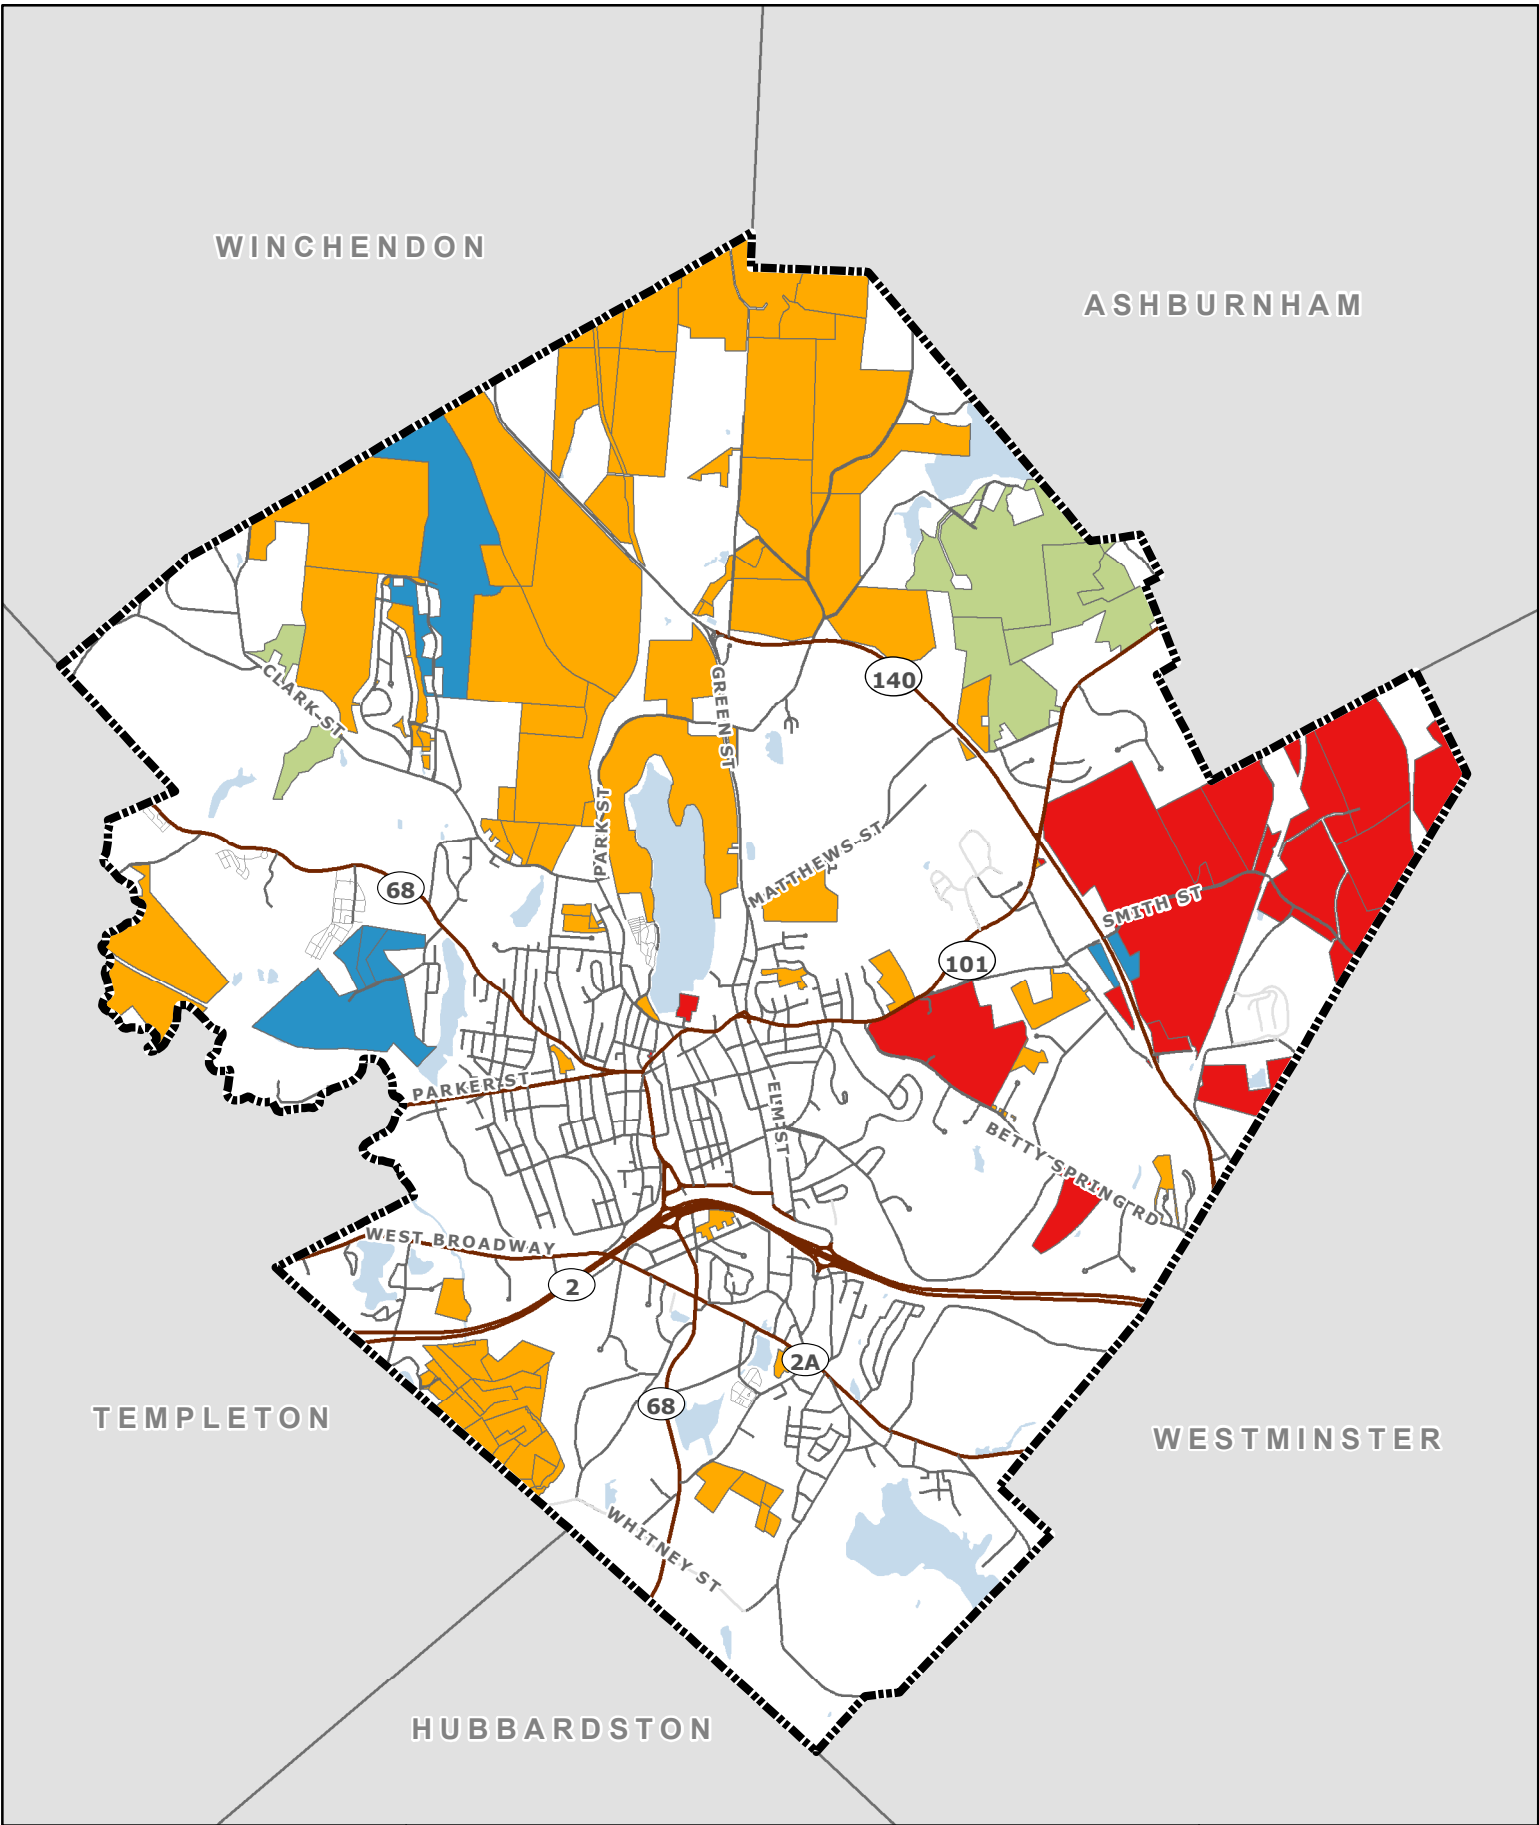 WINCHENDON
ASHBURNHAM
CLARK ST
GREEN ST
140
PARK ST
MATTHEWS ST
68
SMITH ST
101
PARKER ST
ELM ST
BETTY SPRING RD
WEST BROADWAY
2
2A
68
TEMPLETON
WESTMINSTER
WHITNEY ST
HUBBARDSTON